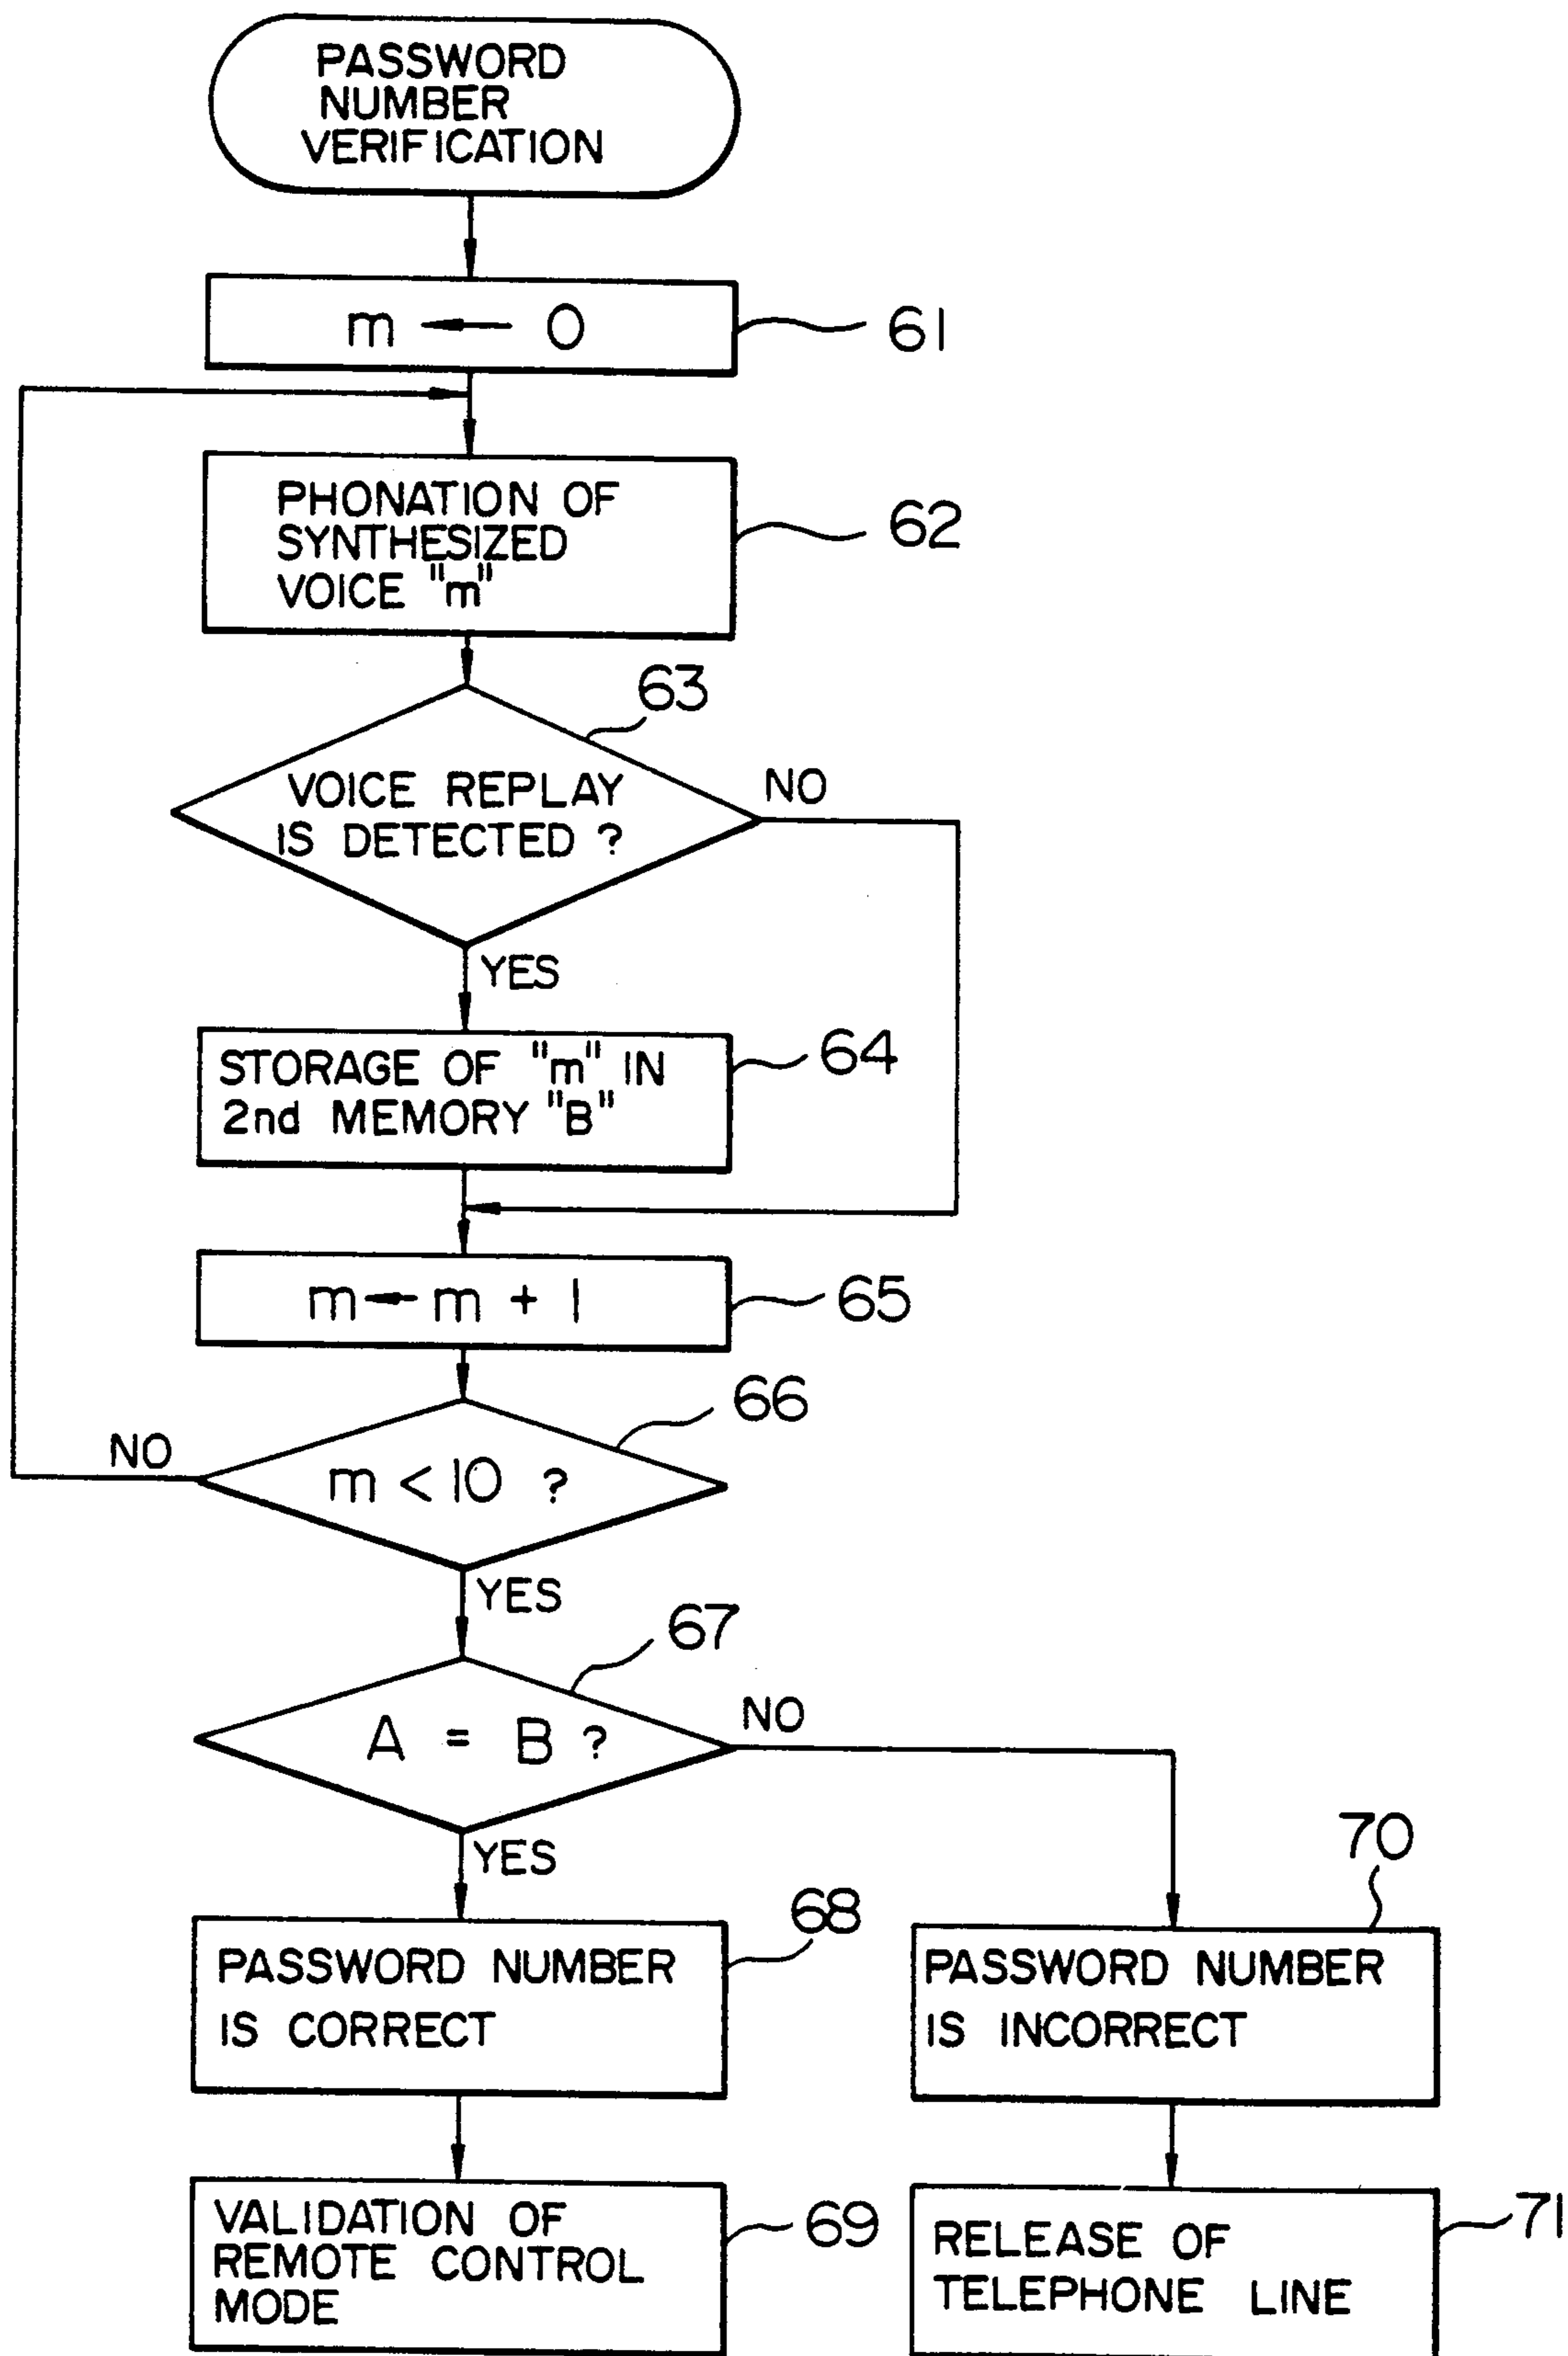 PASSWORD
NUMBER
VERIFICATION
m ← 0
61
PHONATION OF
SYNTHESIZED
VOICE "m"
62
63
VOICE REPLAY
IS DETECTED ?
NO
YES
STORAGE OF "m" IN
2nd MEMORY "B"
64
m ← m + 1
65
66
NO
m < 10 ?
YES
67
A = B ?
NO
YES
68
70
PASSWORD NUMBER
IS CORRECT
PASSWORD NUMBER
IS INCORRECT
VALIDATION OF
REMOTE CONTROL
MODE
69
RELEASE OF
TELEPHONE LINE
71